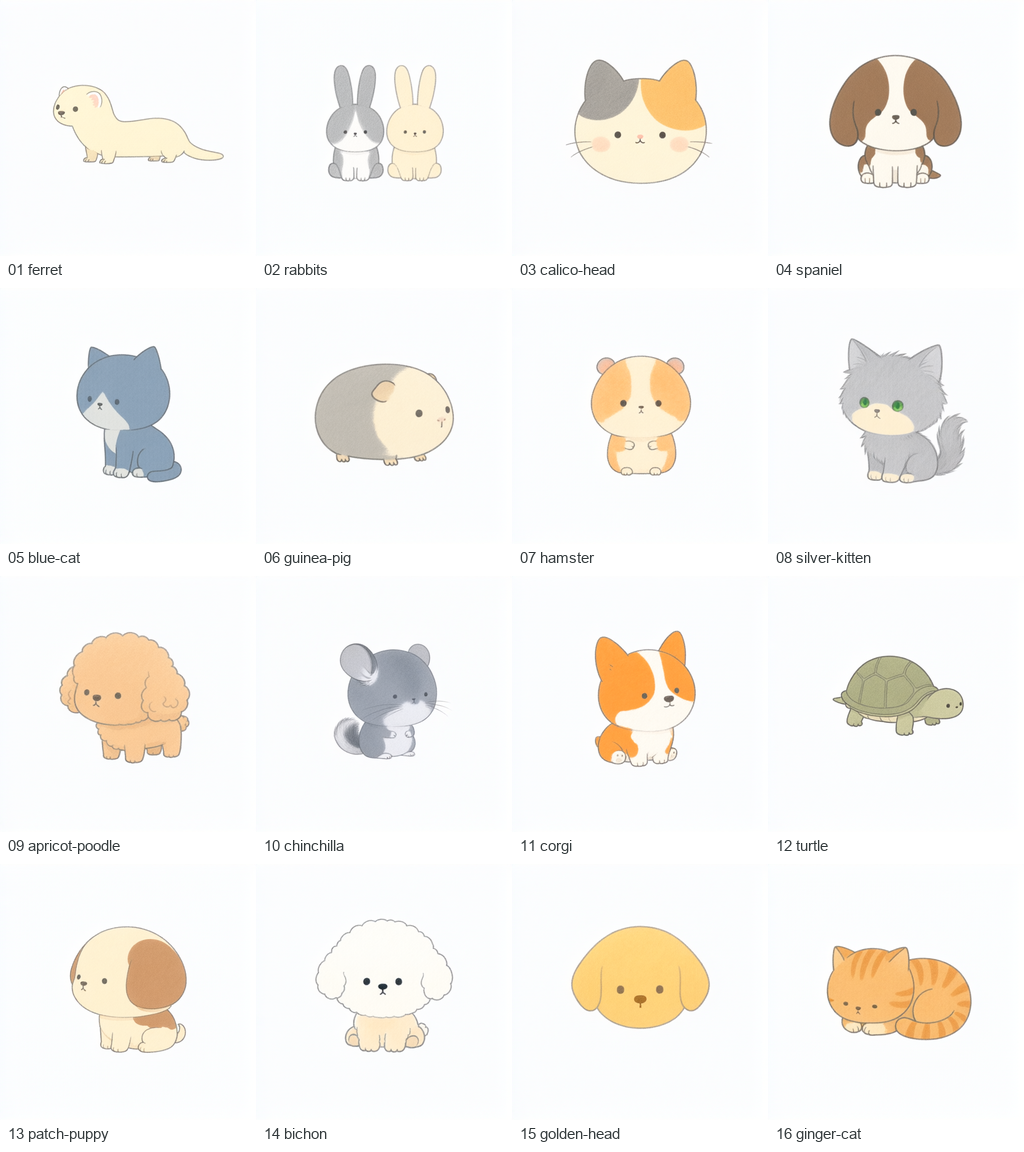 01 ferret
02 rabbits
03 calico-head
04 spaniel
05 blue-cat
06 guinea-pig
07 hamster
08 silver-kitten
09 apricot-poodle
10 chinchilla
11 corgi
12 turtle
13 patch-puppy
14 bichon
15 golden-head
16 ginger-cat